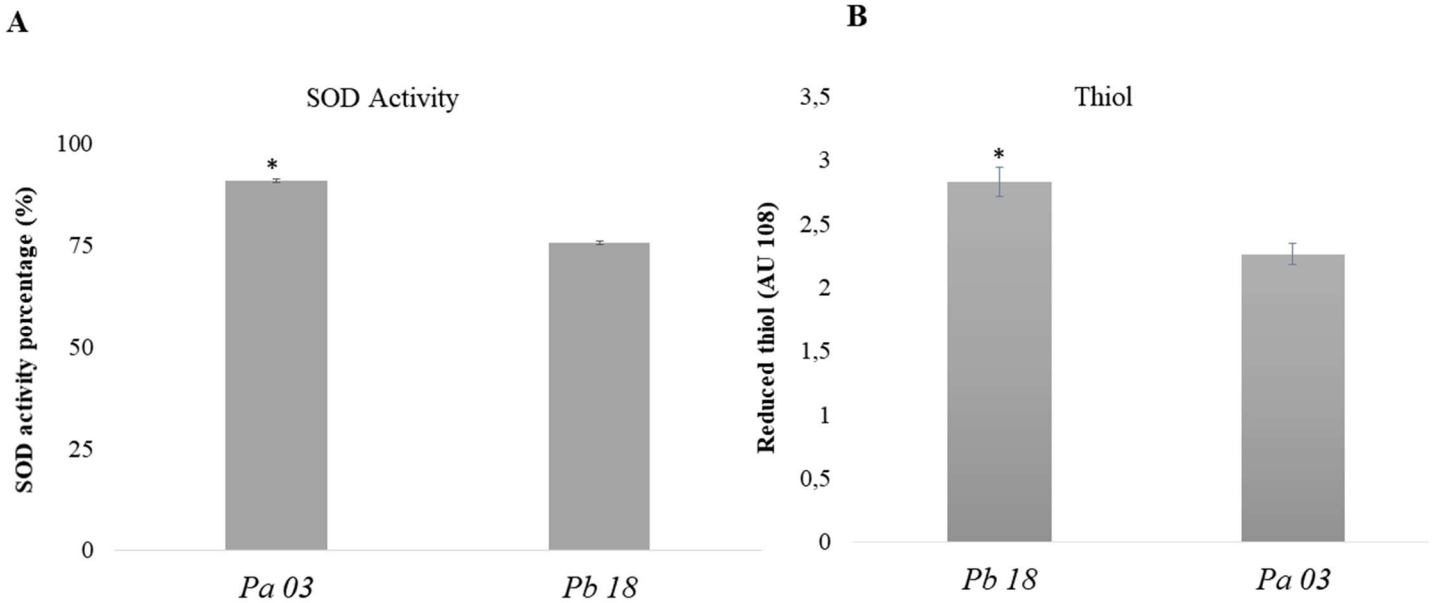 A
SOD Activity
SOD activity porcentage (%)
100
75
50
25
0
*
Pa 03
Pb 18
B
Thiol
Reduced thiol (AU 108)
3,5
3
2,5
2
1,5
1
0,5
0
*
Pb 18
Pa 03